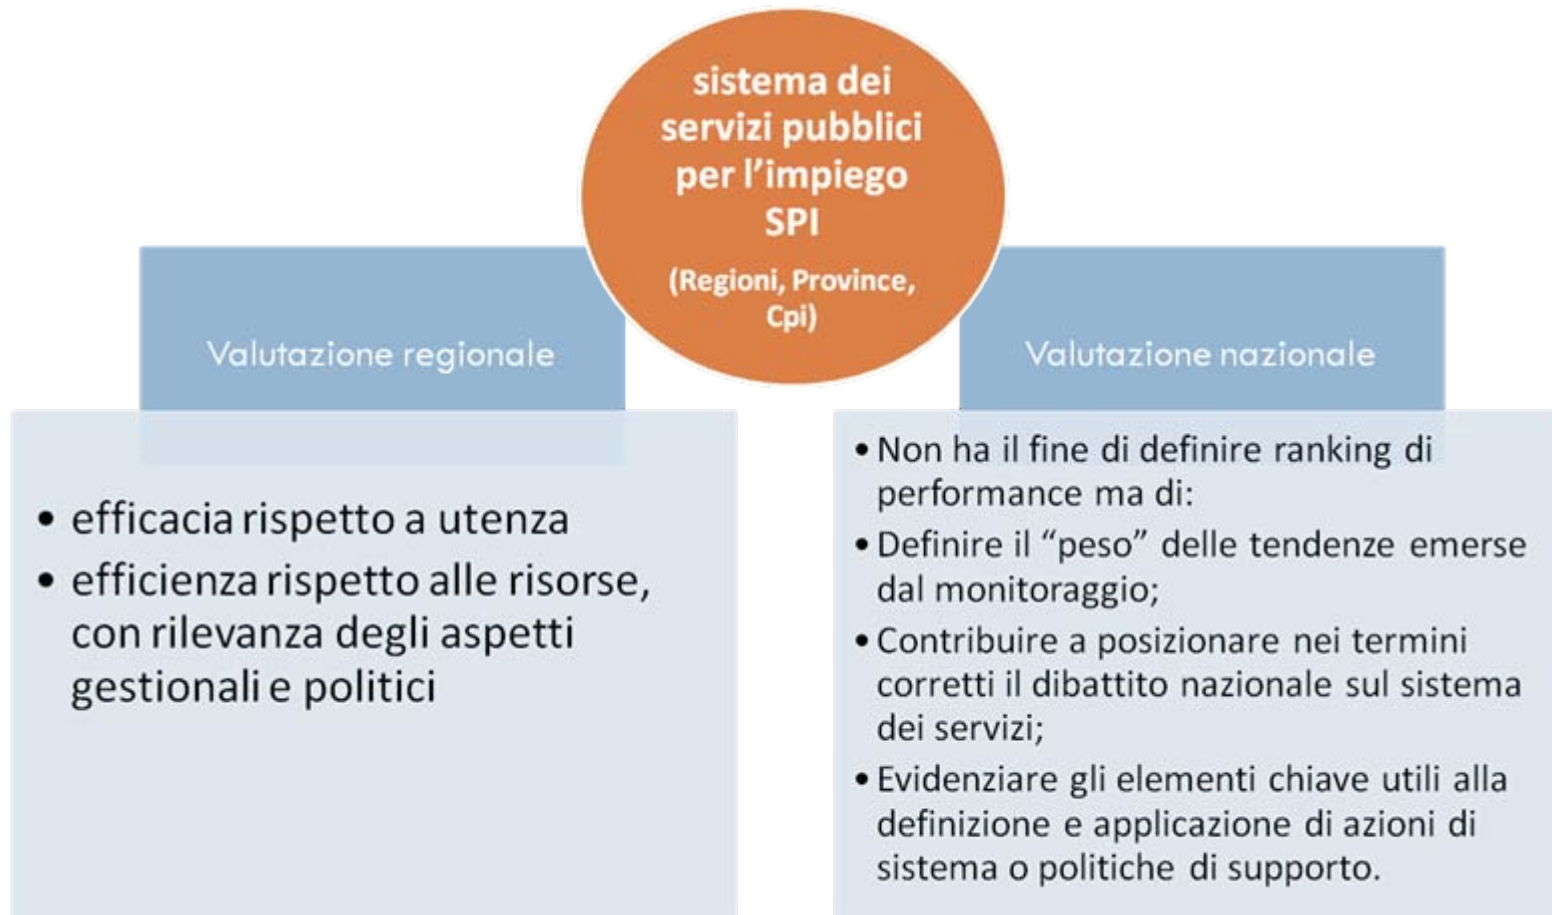 sistema dei
servizi pubblici
per l’impiego
SPI
(Regioni, Province,
Cpi)
Valutazione regionale
• efficacia rispetto a utenza
• efficienza rispetto alle risorse,
con rilevanza degli aspetti
gestionali e politici
Valutazione nazionale
• Non ha il fine di definire ranking di
performance ma di:
• Definire il “peso” delle tendenze emerse
dal monitoraggio;
• Contribuire a posizionare nei termini
corretti il dibattito nazionale sul sistema
dei servizi;
• Evidenziare gli elementi chiave utili alla
definizione e applicazione di azioni di
sistema o politiche di supporto.